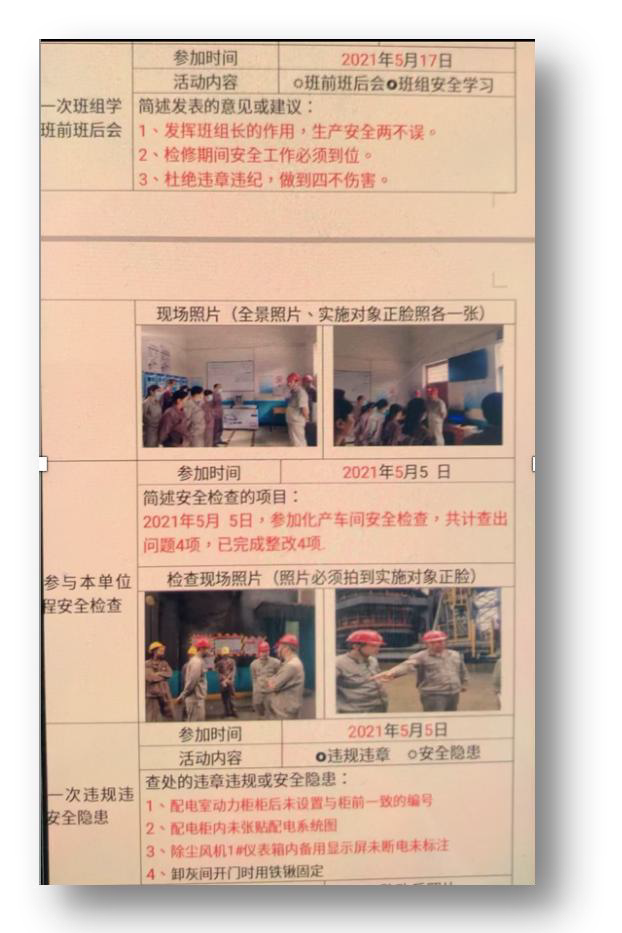 参加时间 2021年5月17日
活动内容 ○班前班后会●班组安全学习
一次班组学
班前班后会
简述发表的意见或建议：
1、发挥班组长的作用，生产安全两不误。
2、检修期间安全工作必须到位。
3、杜绝违章违纪，做到四不伤害。
现场照片（全景照片、实施对象正脸照各一张）
参加时间 2021年5月5 日
简述安全检查的项目：
2021年5月 5日，参加化产车间安全检查，共计查出
问题4项，已完成整改4项.
参与本单位
程安全检查
检查现场照片（照片必须拍到实施对象正脸）
参加时间 2021年5月5日
活动内容 ●违规违章 ○安全隐患
一次违规违
安全隐患
查处的违章违规或安全隐患：
1、配电室动力柜柜后未设置与柜前一致的编号
2、配电柜内未张贴配电系统图
3、除尘风机1#仪表箱内备用显示屏未断电未标注
4、卸灰间开门时用铁锹固定